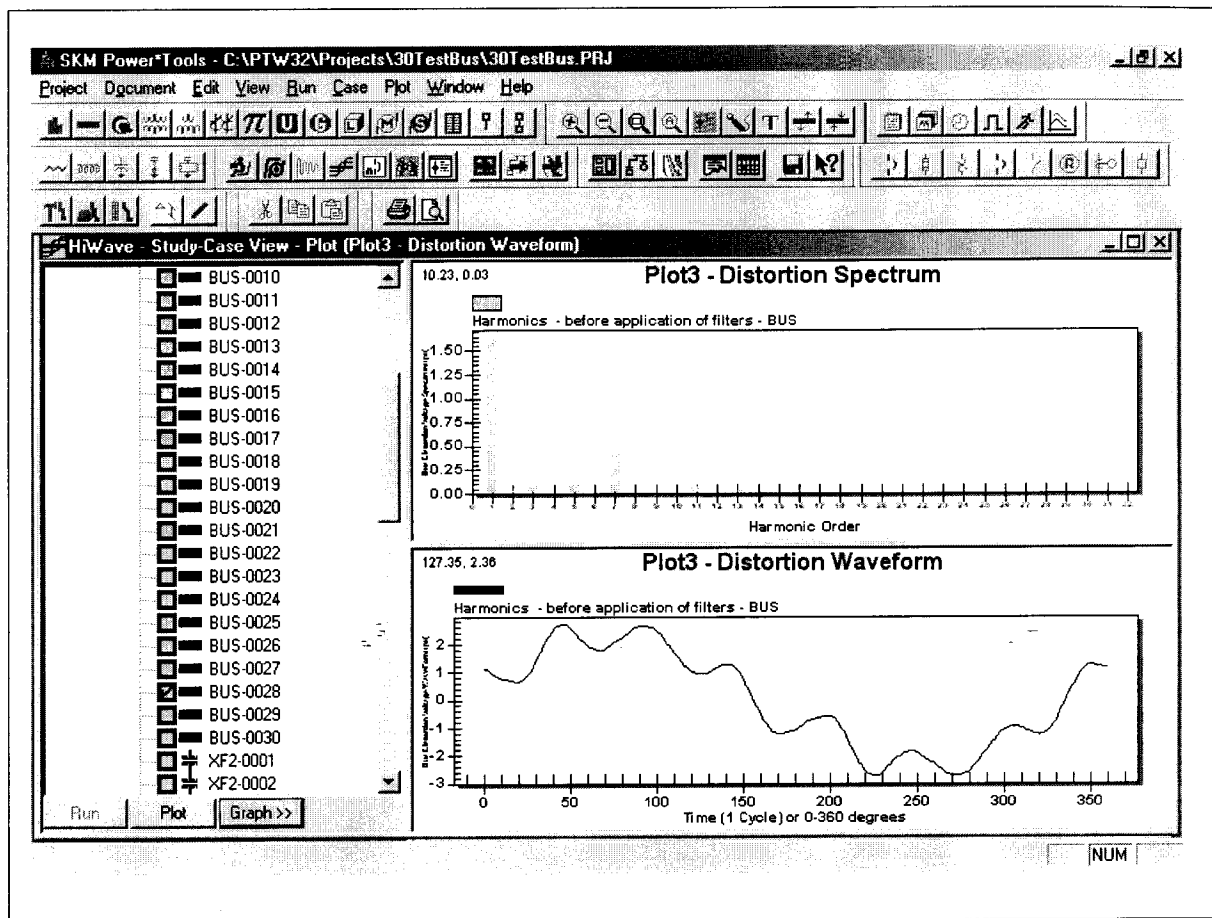 SKM Power*Tools - C:\PTW32\Projects\30TestBus\30TestBus.PRJ
Project Document Edit View Run Case Plot Window Help
HiWave - Study-Case View - Plot (Plot3 - Distortion Waveform)
BUS-0010
BUS-0011
BUS-0012
BUS-0013
BUS-0014
BUS-0015
BUS-0016
BUS-0017
BUS-0018
BUS-0019
BUS-0020
BUS-0021
BUS-0022
BUS-0023
BUS-0024
BUS-0025
BUS-0026
BUS-0027
BUS-0028
BUS-0029
BUS-0030
XF2-0001
XF2-0002
Run Plot Graph >>
10.23, 0.03
Plot3 - Distortion Spectrum
Harmonics - before application of filters - BUS
1.50
1.25
1.00
0.75
0.50
0.25
0.00
Harmonic Order
127.35, 2.36
Plot3 - Distortion Waveform
Harmonics - before application of filters - BUS
2
1
0
-1
-2
-3
0 50 100 150 200 250 300 350
Time (1 Cycle) or 0-360 degrees
NUM